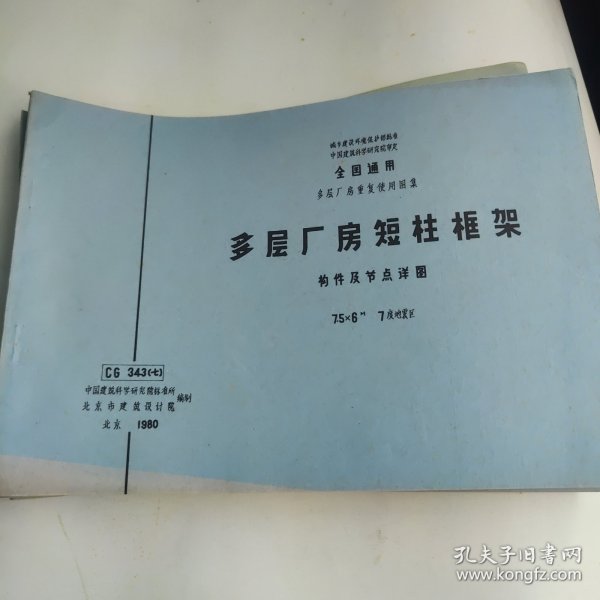 城乡建设环境保护部批准
中国建筑科学研究院审定
全国通用
多层厂房重复使用图集
多层厂房短柱框架
构件及节点详图
7.5×6ᴹ 7度地震区
CG 343(七)
中国建筑科学研究院标准所
北京市建筑设计院
编制
北京 1980
孔夫子旧书网
www.kongfz.com